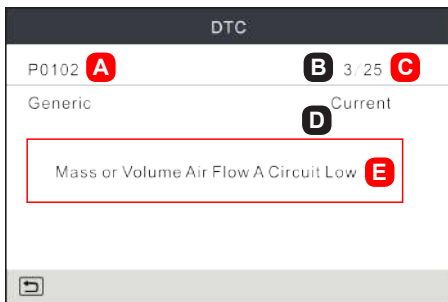 DTC
P0102 A B 3/25 C
Generic D Current
Mass or Volume Air Flow A Circuit Low E